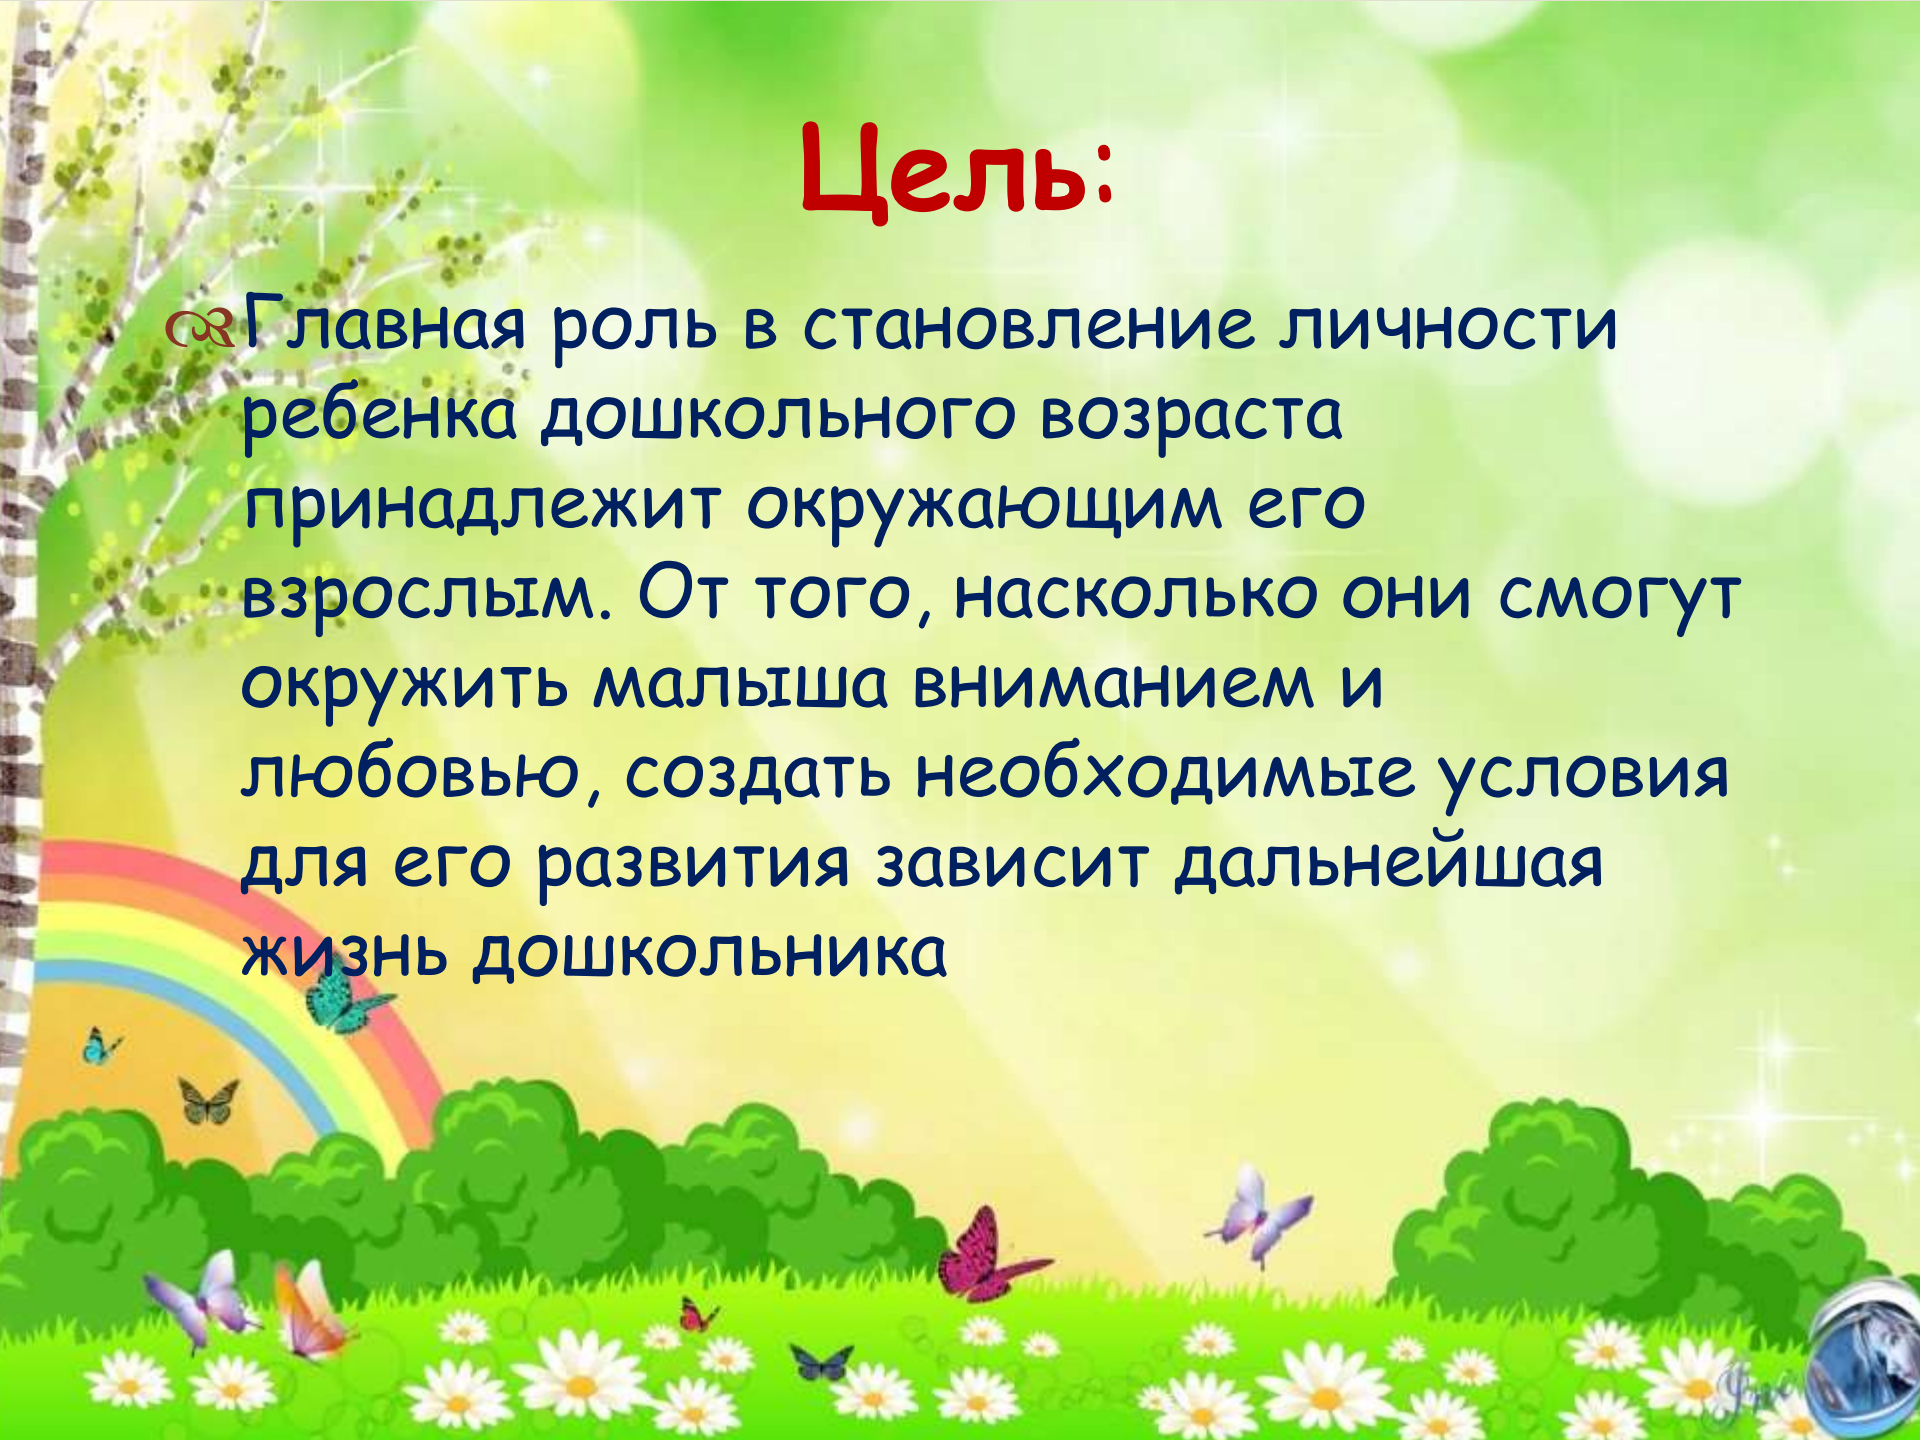 Цель:
Главная роль в становление личности
ребенка дошкольного возраста
принадлежит окружающим его
взрослым. От того, насколько они смогут
окружить малыша вниманием и
любовью, создать необходимые условия
для его развития зависит дальнейшая
жизнь дошкольника